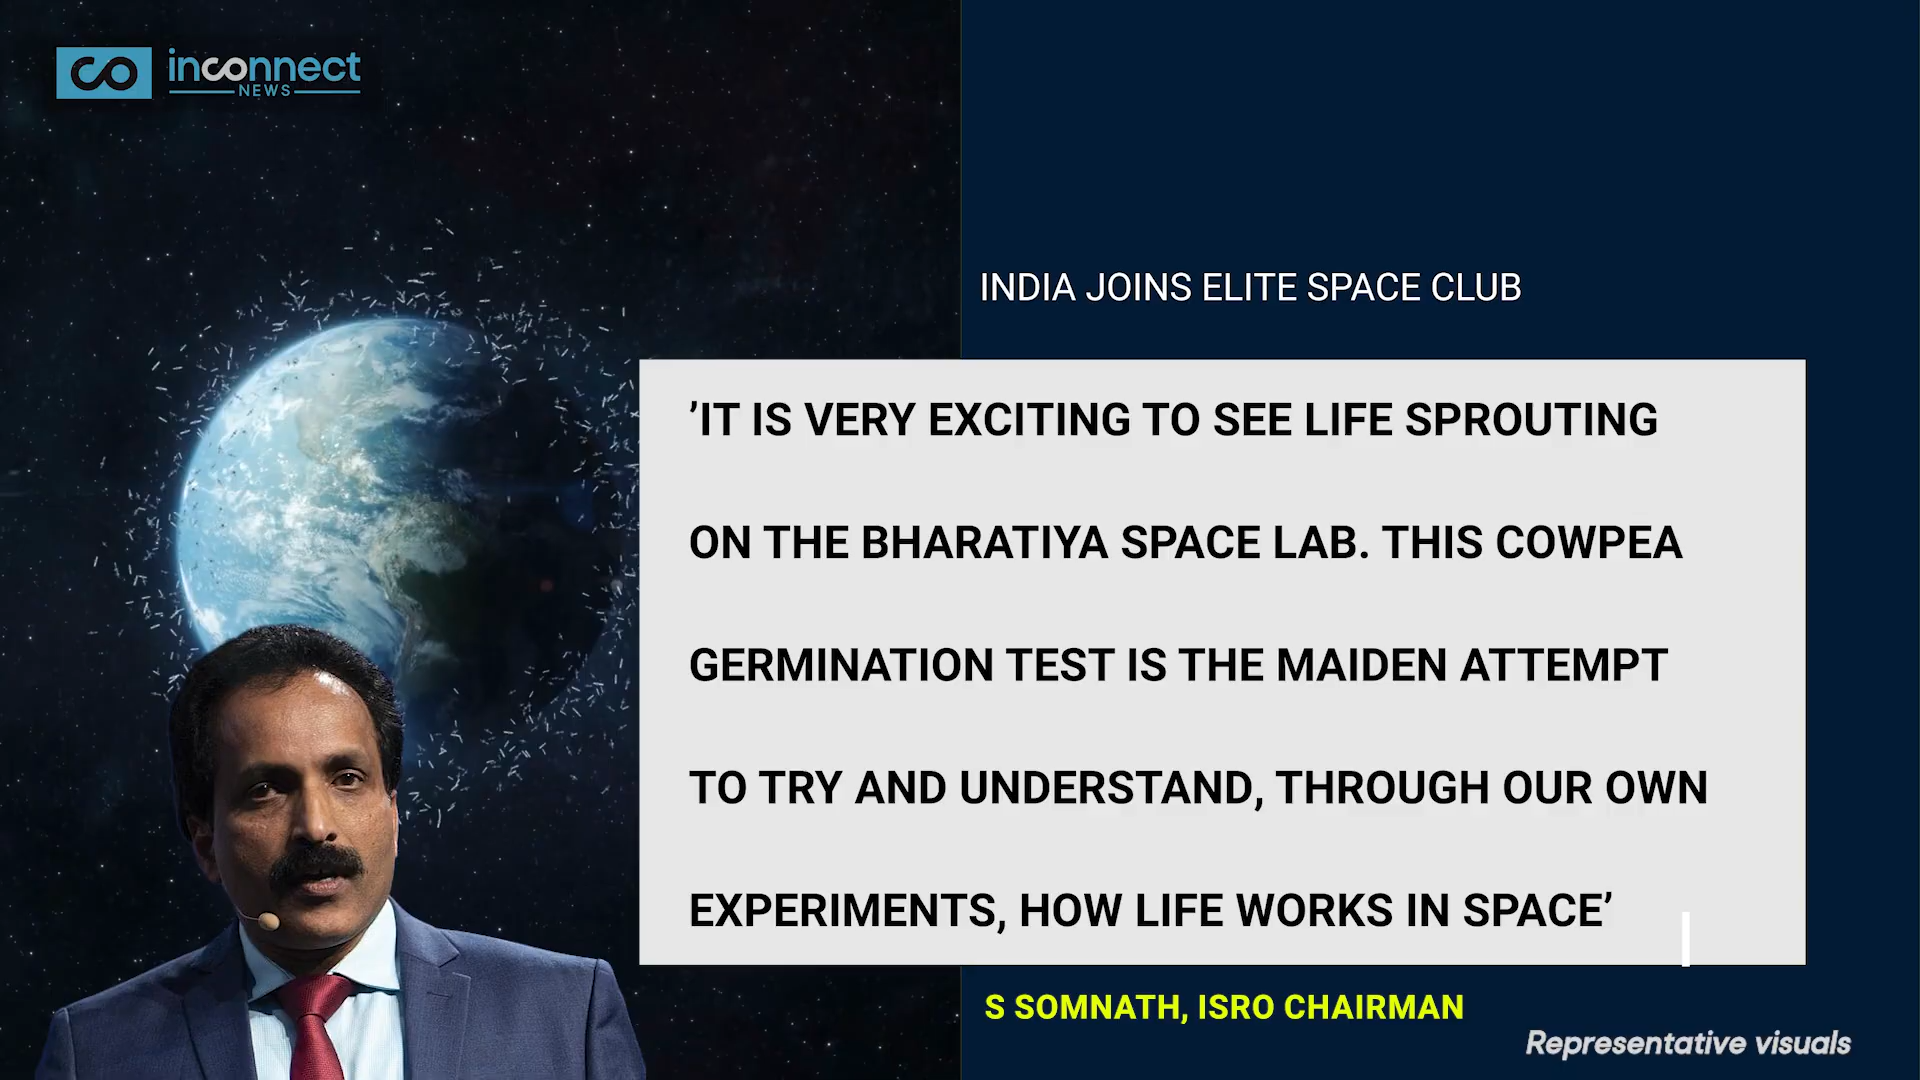 inconnect
NEWS
INDIA JOINS ELITE SPACE CLUB
’IT IS VERY EXCITING TO SEE LIFE SPROUTING
ON THE BHARATIYA SPACE LAB. THIS COWPEA
GERMINATION TEST IS THE MAIDEN ATTEMPT
TO TRY AND UNDERSTAND, THROUGH OUR OWN
EXPERIMENTS, HOW LIFE WORKS IN SPACE’
S SOMNATH, ISRO CHAIRMAN
Representative visuals